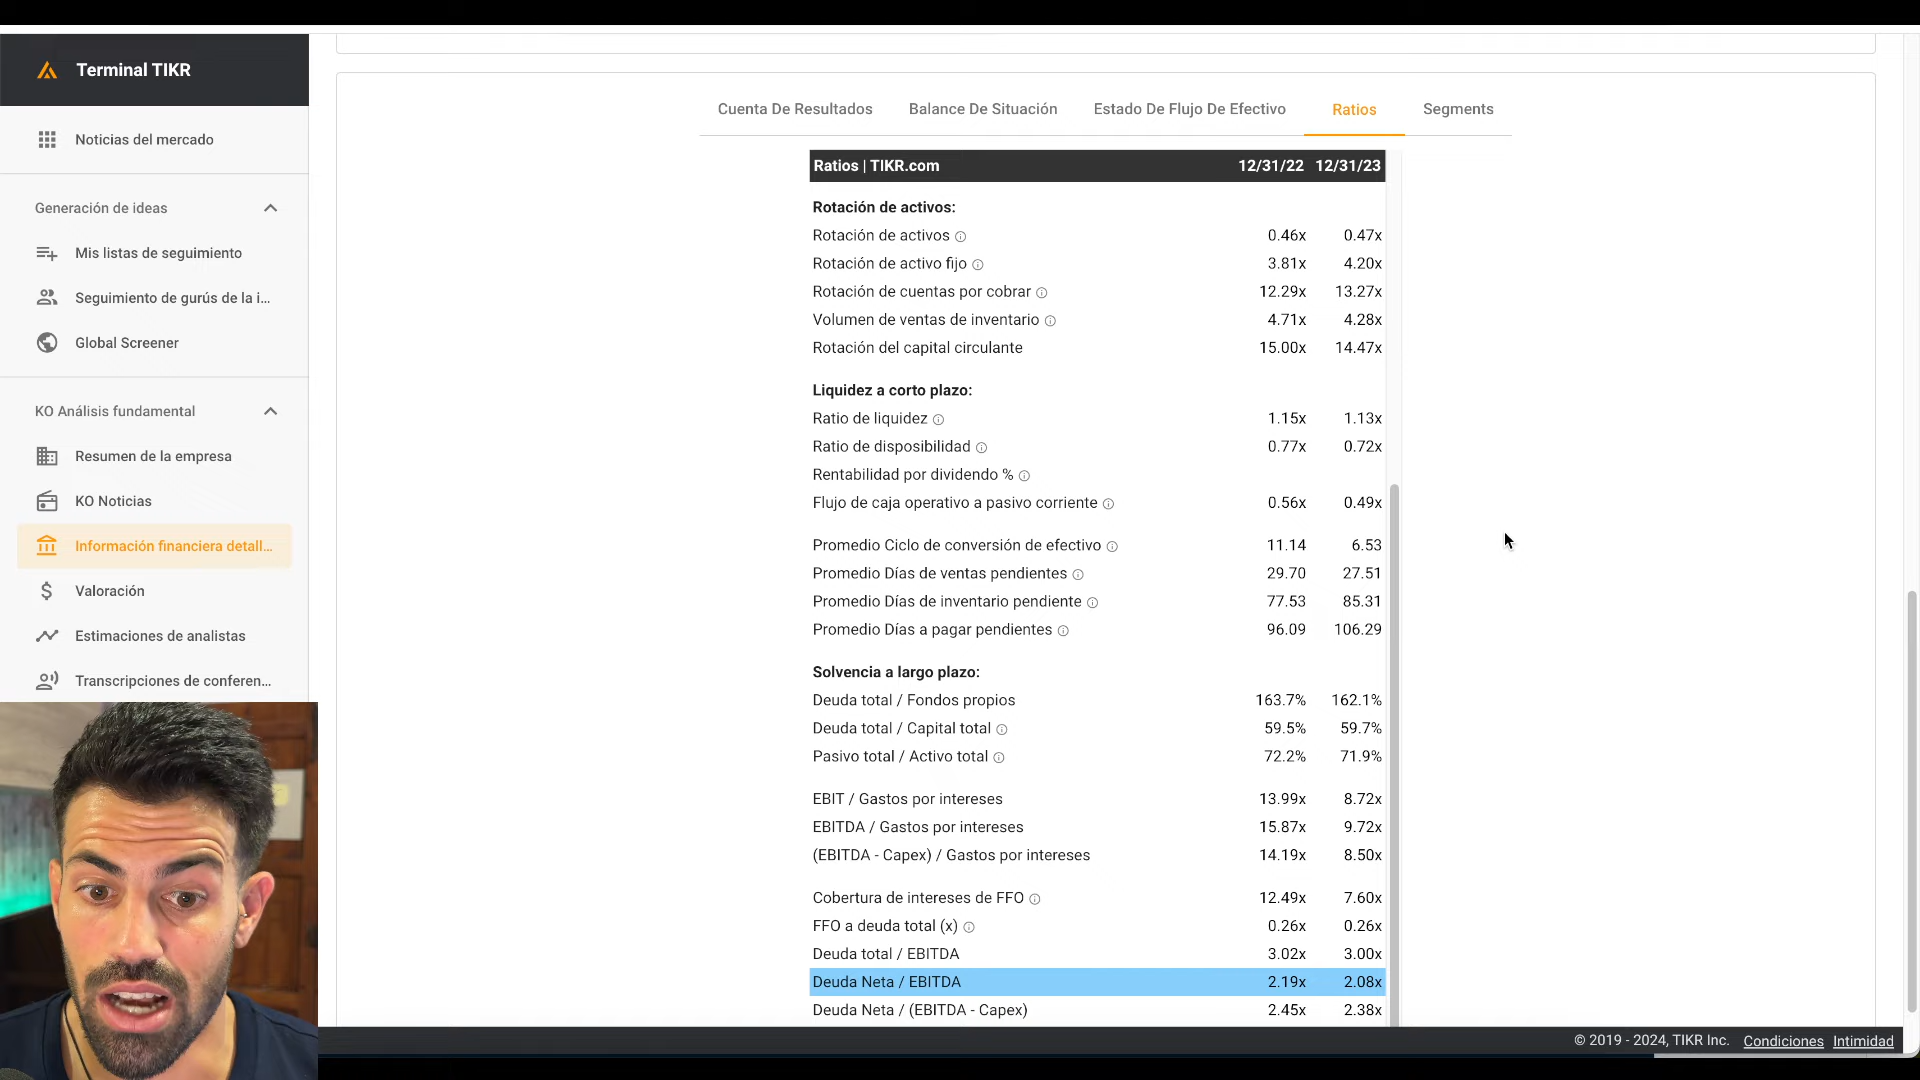 Terminal TIKR
Noticias del mercado
Generación de ideas
Mis listas de seguimiento
Seguimiento de gurús de la i...
Global Screener
KO Análisis fundamental
Resumen de la empresa
KO Noticias
Información financiera detall...
Valoración
Estimaciones de analistas
Transcripciones de conferen...
Cuenta De Resultados Balance De Situación Estado De Flujo De Efectivo Ratios Segments
Ratios | TIKR.com 12/31/22 12/31/23
Rotación de activos:
Rotación de activos 0.46x 0.47x
Rotación de activo fijo 3.81x 4.20x
Rotación de cuentas por cobrar 12.29x 13.27x
Volumen de ventas de inventario 4.71x 4.28x
Rotación del capital circulante 15.00x 14.47x
Liquidez a corto plazo:
Ratio de liquidez 1.15x 1.13x
Ratio de disponibilidad 0.77x 0.72x
Rentabilidad por dividendo %
Flujo de caja operativo a pasivo corriente 0.56x 0.49x
Promedio Ciclo de conversión de efectivo 11.14 6.53
Promedio Días de ventas pendientes 29.70 27.51
Promedio Días de inventario pendiente 77.53 85.31
Promedio Días a pagar pendientes 96.09 106.29
Solvencia a largo plazo:
Deuda total / Fondos propios 163.7% 162.1%
Deuda total / Capital total 59.5% 59.7%
Pasivo total / Activo total 72.2% 71.9%
EBIT / Gastos por intereses 13.99x 8.72x
EBITDA / Gastos por intereses 15.87x 9.72x
(EBITDA - Capex) / Gastos por intereses 14.19x 8.50x
Cobertura de intereses de FFO 12.49x 7.60x
FFO a deuda total (x) 0.26x 0.26x
Deuda total / EBITDA 3.02x 3.00x
Deuda Neta / EBITDA 2.19x 2.08x
Deuda Neta / (EBITDA - Capex) 2.45x 2.38x
© 2019 - 2024, TIKR Inc. Condiciones Intimidad